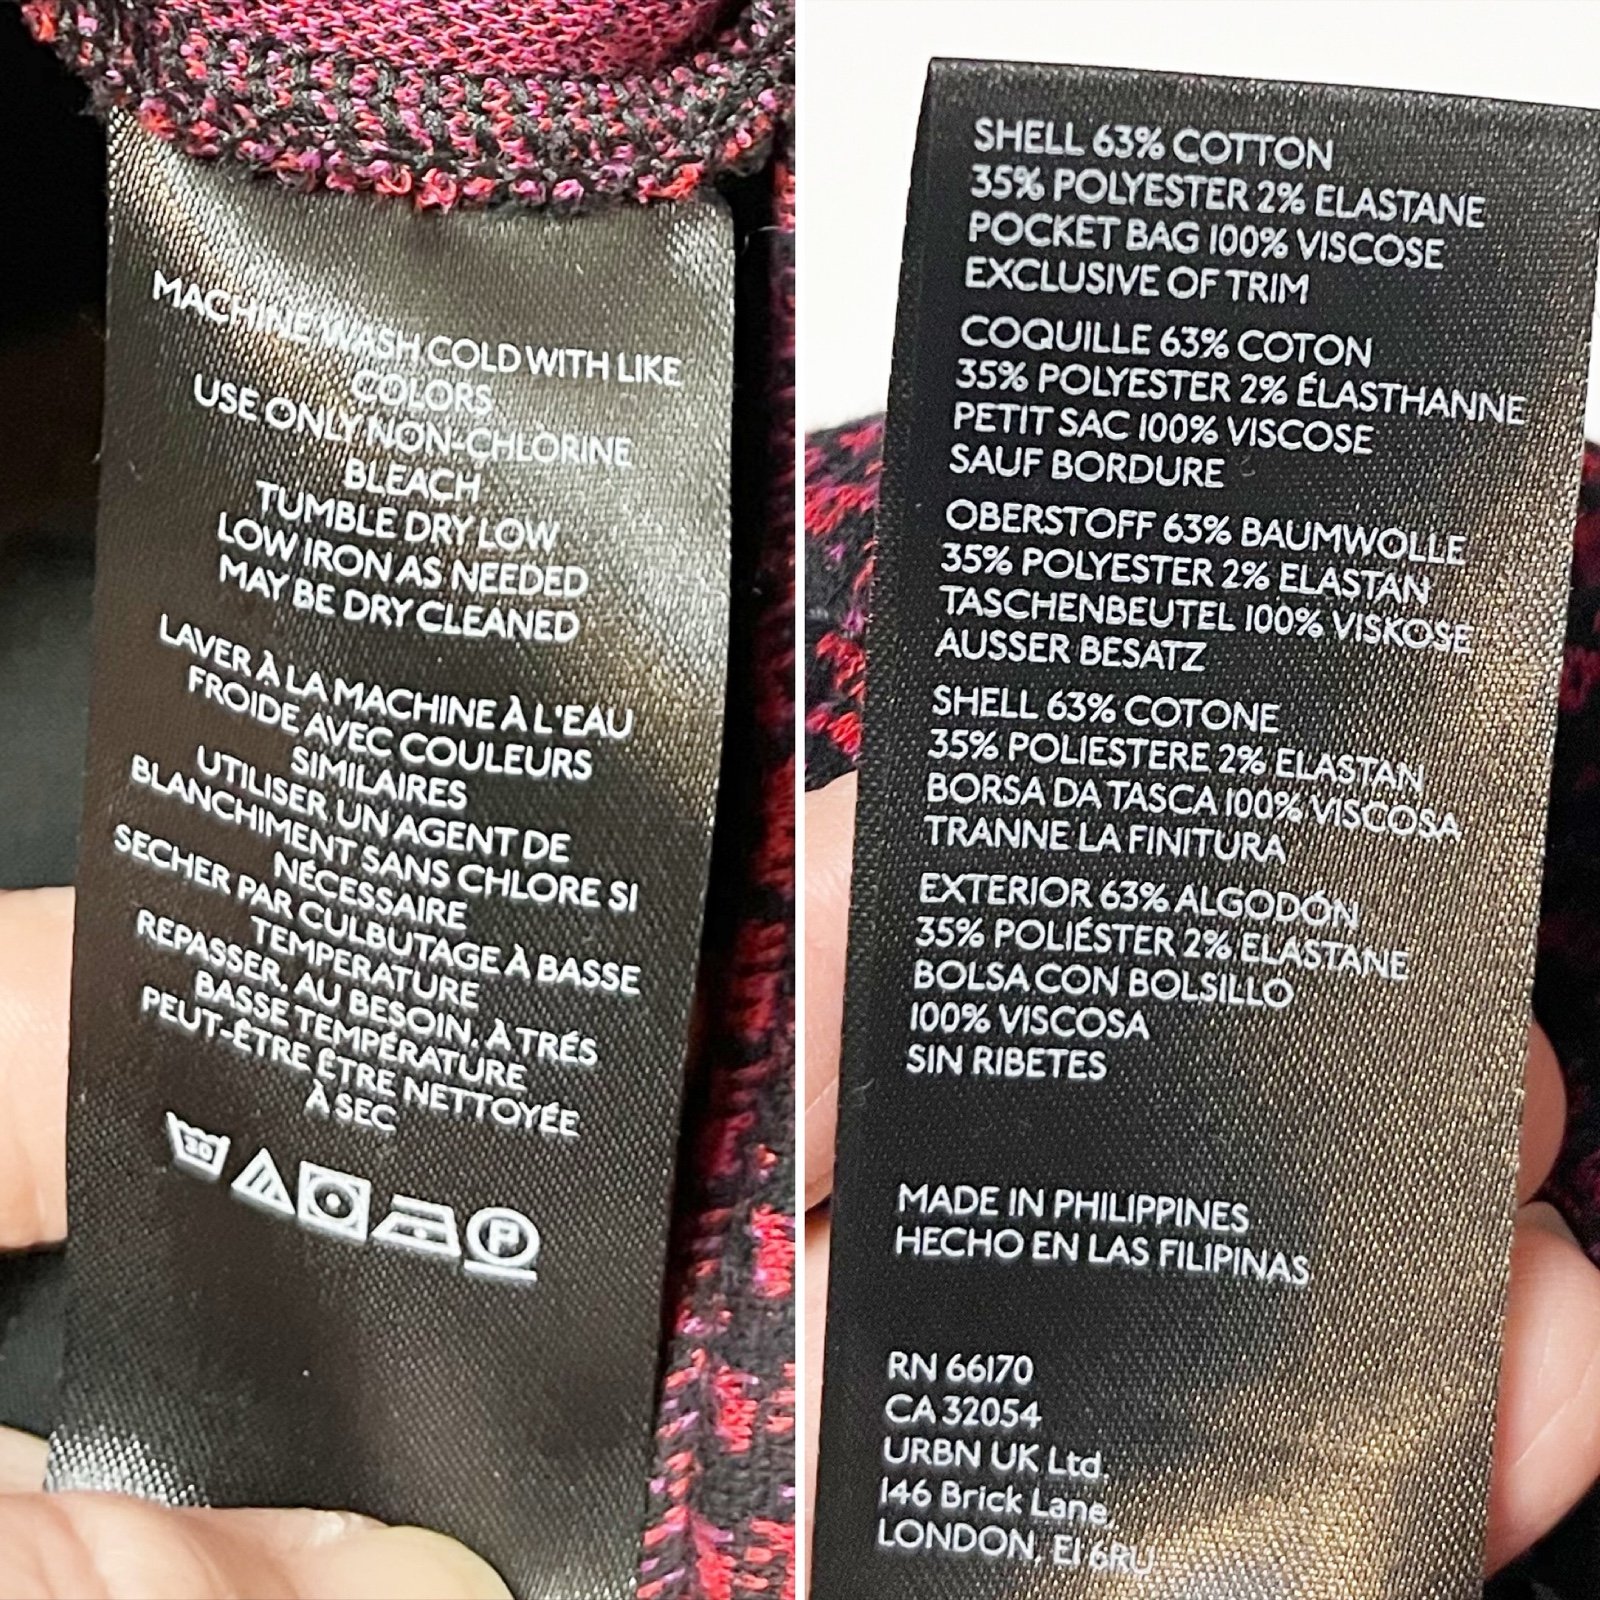 MACHINE WASH COLD WITH LIKE
COLORS
USE ONLY NON-CHLORINE
BLEACH
TUMBLE DRY LOW
LOW IRON AS NEEDED
MAY BE DRY CLEANED
LAVER À LA MACHINE À L'EAU
FROIDE AVEC COULEURS
SIMILAIRES
UTILISER UN AGENT DE
BLANCHIMENT SANS CHLORE SI
NÉCESSAIRE
SECHER PAR CULBUTAGE À BASSE
TEMPERATURE
REPASSER, AU BESOIN, À TRÉS
BASSE TEMPÉRATURE
PEUT-ÊTRE ÊTRE NETTOYÉE
À SEC
30
P
SHELL 63% COTTON
35% POLYESTER 2% ELASTANE
POCKET BAG 100% VISCOSE
EXCLUSIVE OF TRIM
COQUILLE 63% COTON
35% POLYESTER 2% ÉLASTHANNE
PETIT SAC 100% VISCOSE
SAUF BORDURE
OBERSTOFF 63% BAUMWOLLE
35% POLYESTER 2% ELASTAN
TASCHENBEUTEL 100% VISKOSE
AUSSER BESATZ
SHELL 63% COTONE
35% POLIESTERE 2% ELASTAN
BORSA DA TASCA 100% VISCOSA
TRANNE LA FINITURA
EXTERIOR 63% ALGODÓN
35% POLIÉSTER 2% ELASTANE
BOLSA CON BOLSILLO
100% VISCOSA
SIN RIBETES
MADE IN PHILIPPINES
HECHO EN LAS FILIPINAS
RN 66170
CA 32054
URBN UK Ltd.
146 Brick Lane,
LONDON, E1 6RU